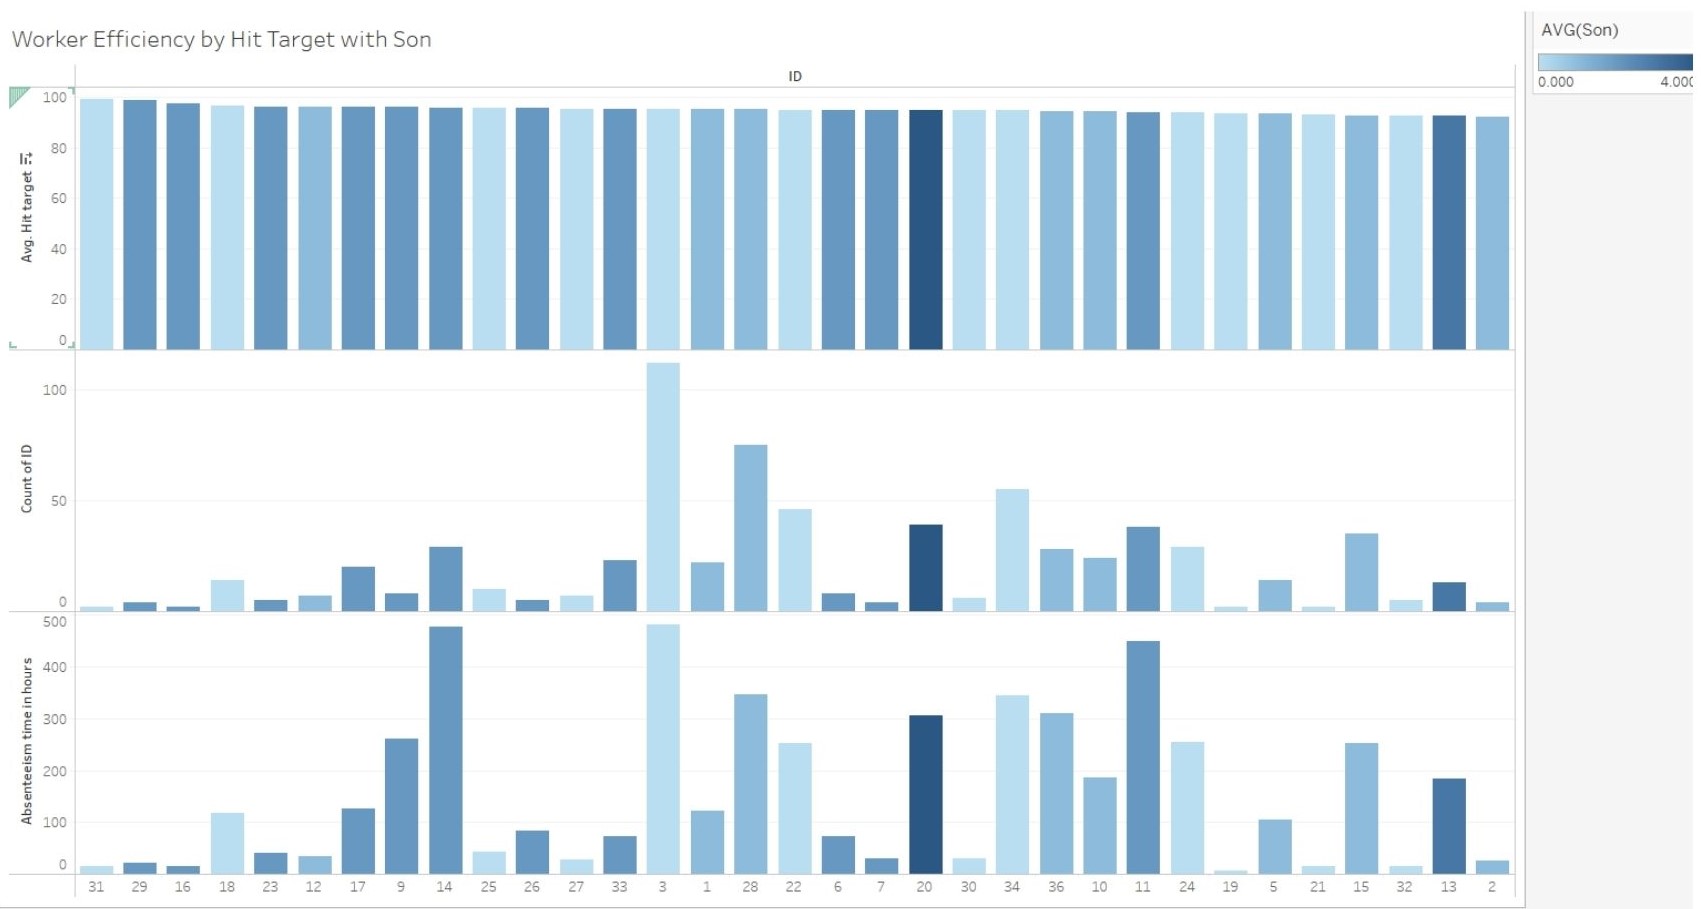 Worker Efficiency by Hit Target with Son
AVG(Son)
0.000 4.000
ID
Avg. Hit target
100
80
60
40
20
0
Count of ID
100
50
0
Absenteeism time in hours
500
400
300
200
100
0
31 29 16 18 23 12 17 9 14 25 26 27 33 3 1 28 22 6 7 20 30 34 36 10 11 24 19 5 21 15 32 13 2